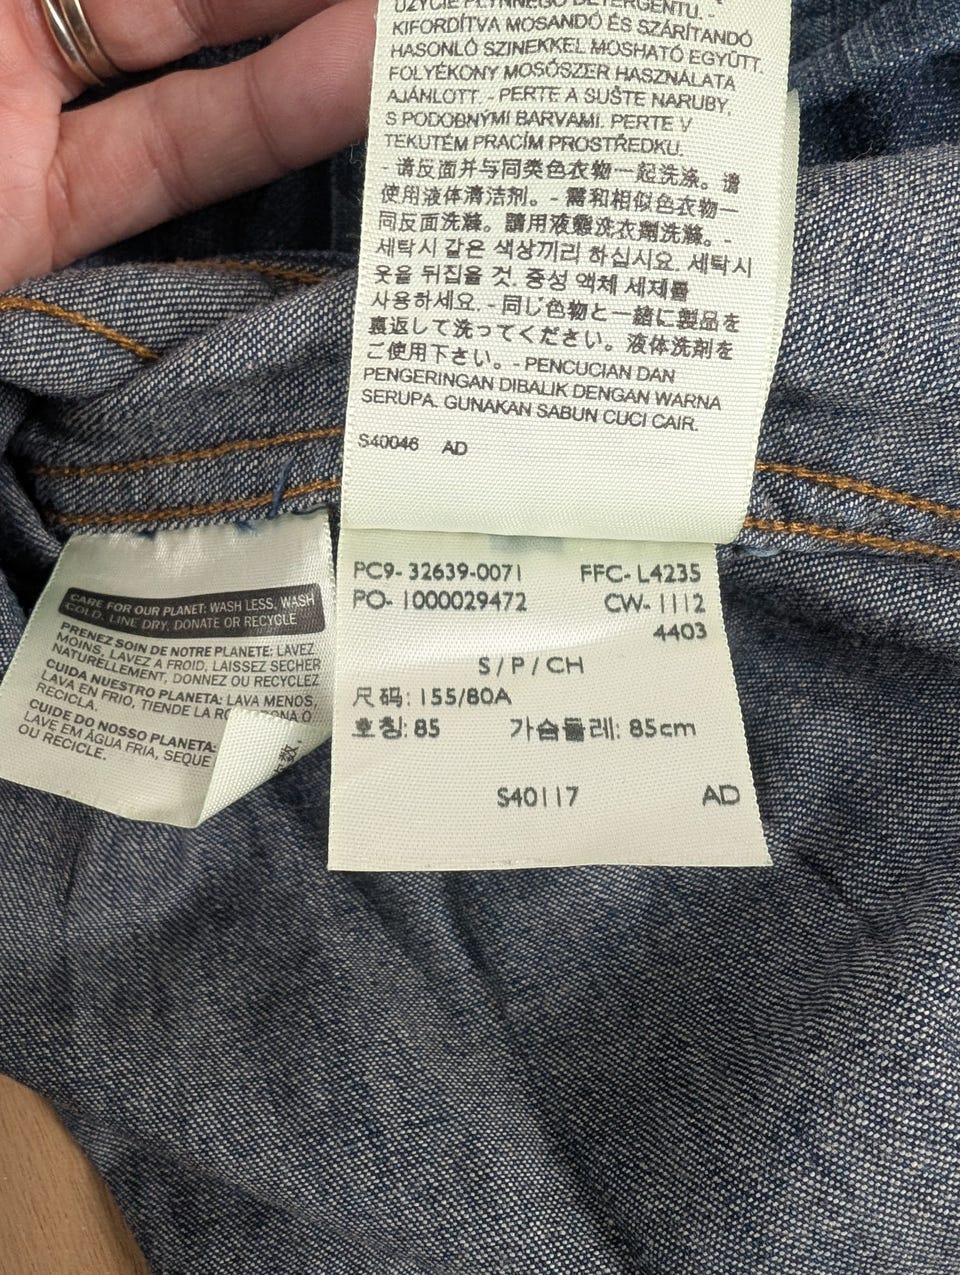 UŻYCIE PŁYNNEGO DETERGENTU. -
KIFORDÍTVA MOSANDÓ ÉS SZÁRÍTANDÓ
HASONLÓ SZINEKKEL MOSHATÓ EGYÜTT.
FOLYÉKONY MOSÓSZER HASZNÁLATA
AJÁNLOTT. - PERTE A SUŠTE NARUBY,
S PODOBNÝMI BARVAMI. PERTE V
TEKUTÉM PRACÍM PROSTŘEDKU.
- 请反面并与同类色衣物一起洗涤。请
使用液体清洁剂。- 需和相似色衣物一
同反面洗滌。請用液態洗衣劑洗滌。-
세탁시 같은 색상끼리 하십시요. 세탁시
옷을 뒤집을 것. 중성 액체 세제를
사용하세요. - 同じ色物と一緒に製品を
裏返して洗ってください。液体洗剤を
ご使用下さい。- PENCUCIAN DAN
PENGERINGAN DIBALIK DENGAN WARNA
SERUPA. GUNAKAN SABUN CUCI CAIR.
S40046 AD
CARE FOR OUR PLANET: WASH LESS, WASH
COLD, LINE DRY, DONATE OR RECYCLE
PRENEZ SOIN DE NOTRE PLANETE: LAVEZ
MOINS, LAVEZ A FROID, LAISSEZ SECHER
NATURELLEMENT, DONNEZ OU RECYCLEZ
CUIDA NUESTRO PLANETA: LAVA MENOS,
LAVA EN FRIO, TIENDE LA ROPA, DONA O
RECICLA.
CUIDE DO NOSSO PLANETA:
LAVE EM ÁGUA FRIA, SEQUE
OU RECICLE.
PC9- 32639-0071 FFC- L4235
PO- 1000029472 CW- 1112
4403
S / P / CH
尺码: 155/80A
호칭: 85 가슴둘레: 85cm
S40117 AD